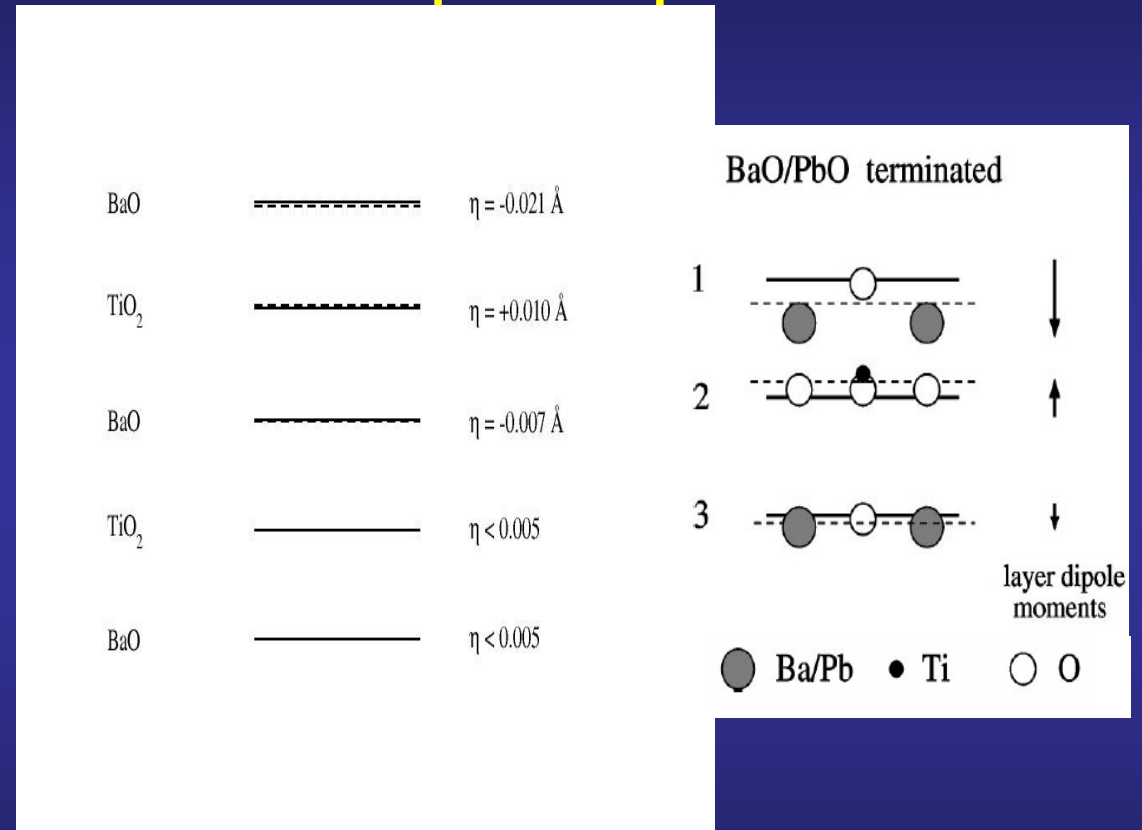 BaO η = -0.021 Å
TiO₂ η = +0.010 Å
BaO η = -0.007 Å
TiO₂ η < 0.005
BaO η < 0.005
BaO/PbO terminated
1
2
3
layer dipole
moments
Ba/Pb Ti O